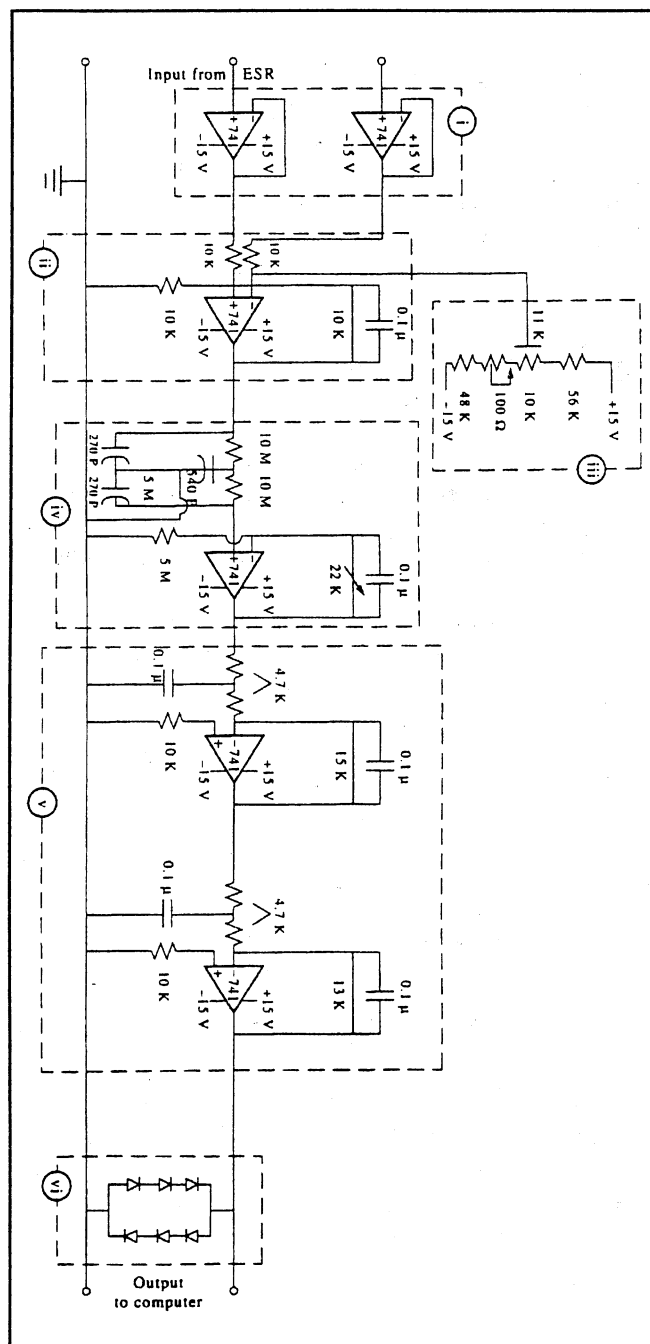 Input from ESR
+741
-15 V
+15 V
+741
-15 V
+15 V
i
ii
10 K
10 K
10 K
+741
-15 V
+15 V
10 K
0.1 μ
11 K
48 K
100 Ω
10 K
56 K
-15 V
+15 V
iii
270 P
270 P
5 M
540 P
10 M
10 M
iv
5 M
+741
-15 V
+15 V
22 K
0.1 μ
0.1 μ
4.7 K
10 K
+
-741
-15 V
+15 V
15 K
0.1 μ
v
0.1 μ
4.7 K
10 K
+
-741
-15 V
+15 V
13 K
0.1 μ
vi
Output
to computer